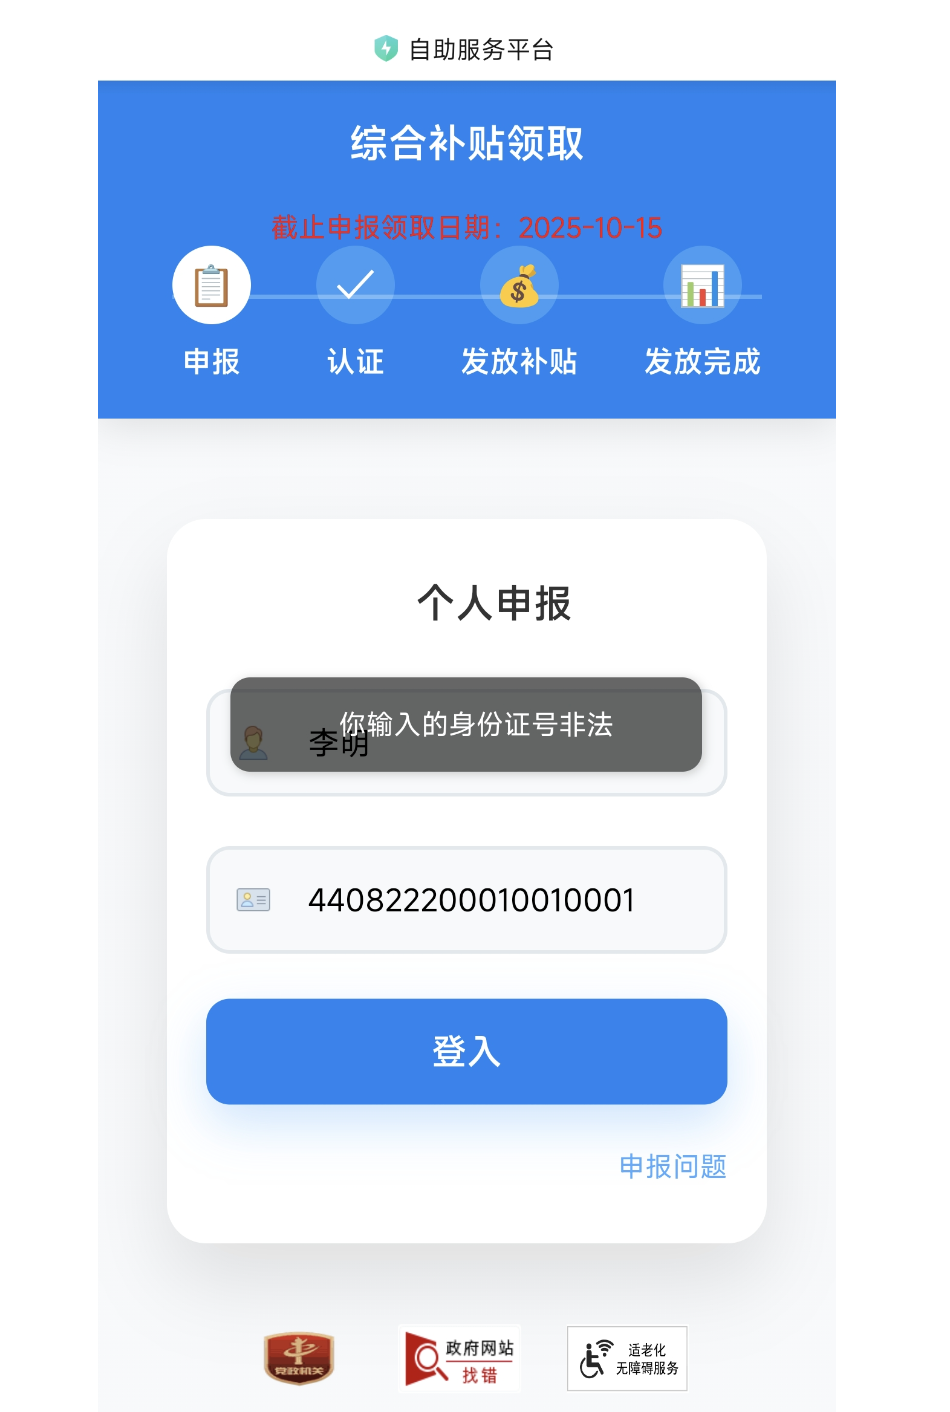 自助服务平台
综合补贴领取
截止申报领取日期：2025-10-15
申报
认证
发放补贴
发放完成
个人申报
你输入的身份证号非法
李明
440822200010010001
登入
申报问题
党政机关
政府网站
找错
适老化
无障碍服务